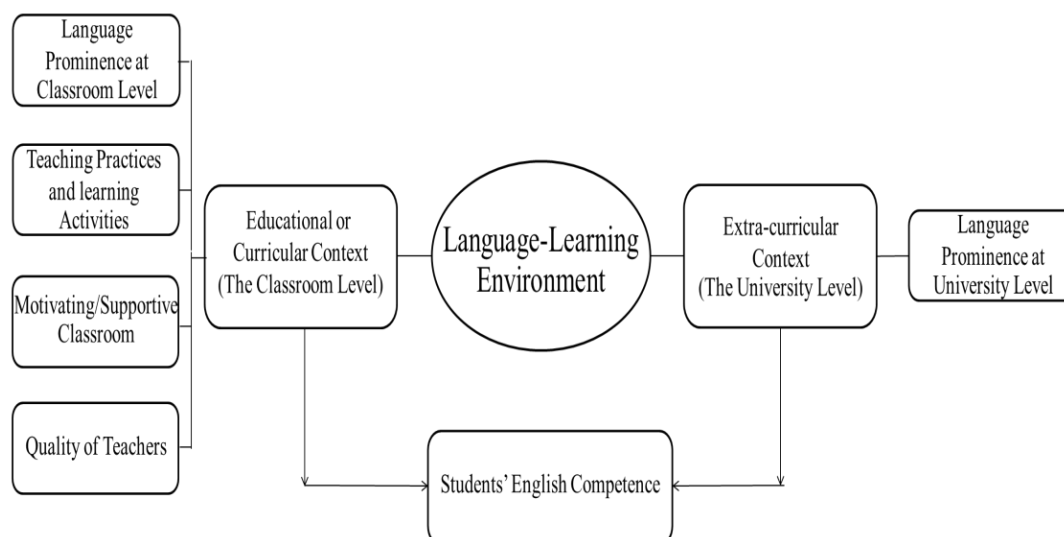 Language
Prominence at
Classroom Level
Teaching Practices
and learning
Activities
Motivating/Supportive
Classroom
Quality of Teachers
Educational or
Curricular Context
(The Classroom Level)
Language-Learning
Environment
Extra-curricular
Context
(The University Level)
Language
Prominence at
University Level
Students’ English Competence